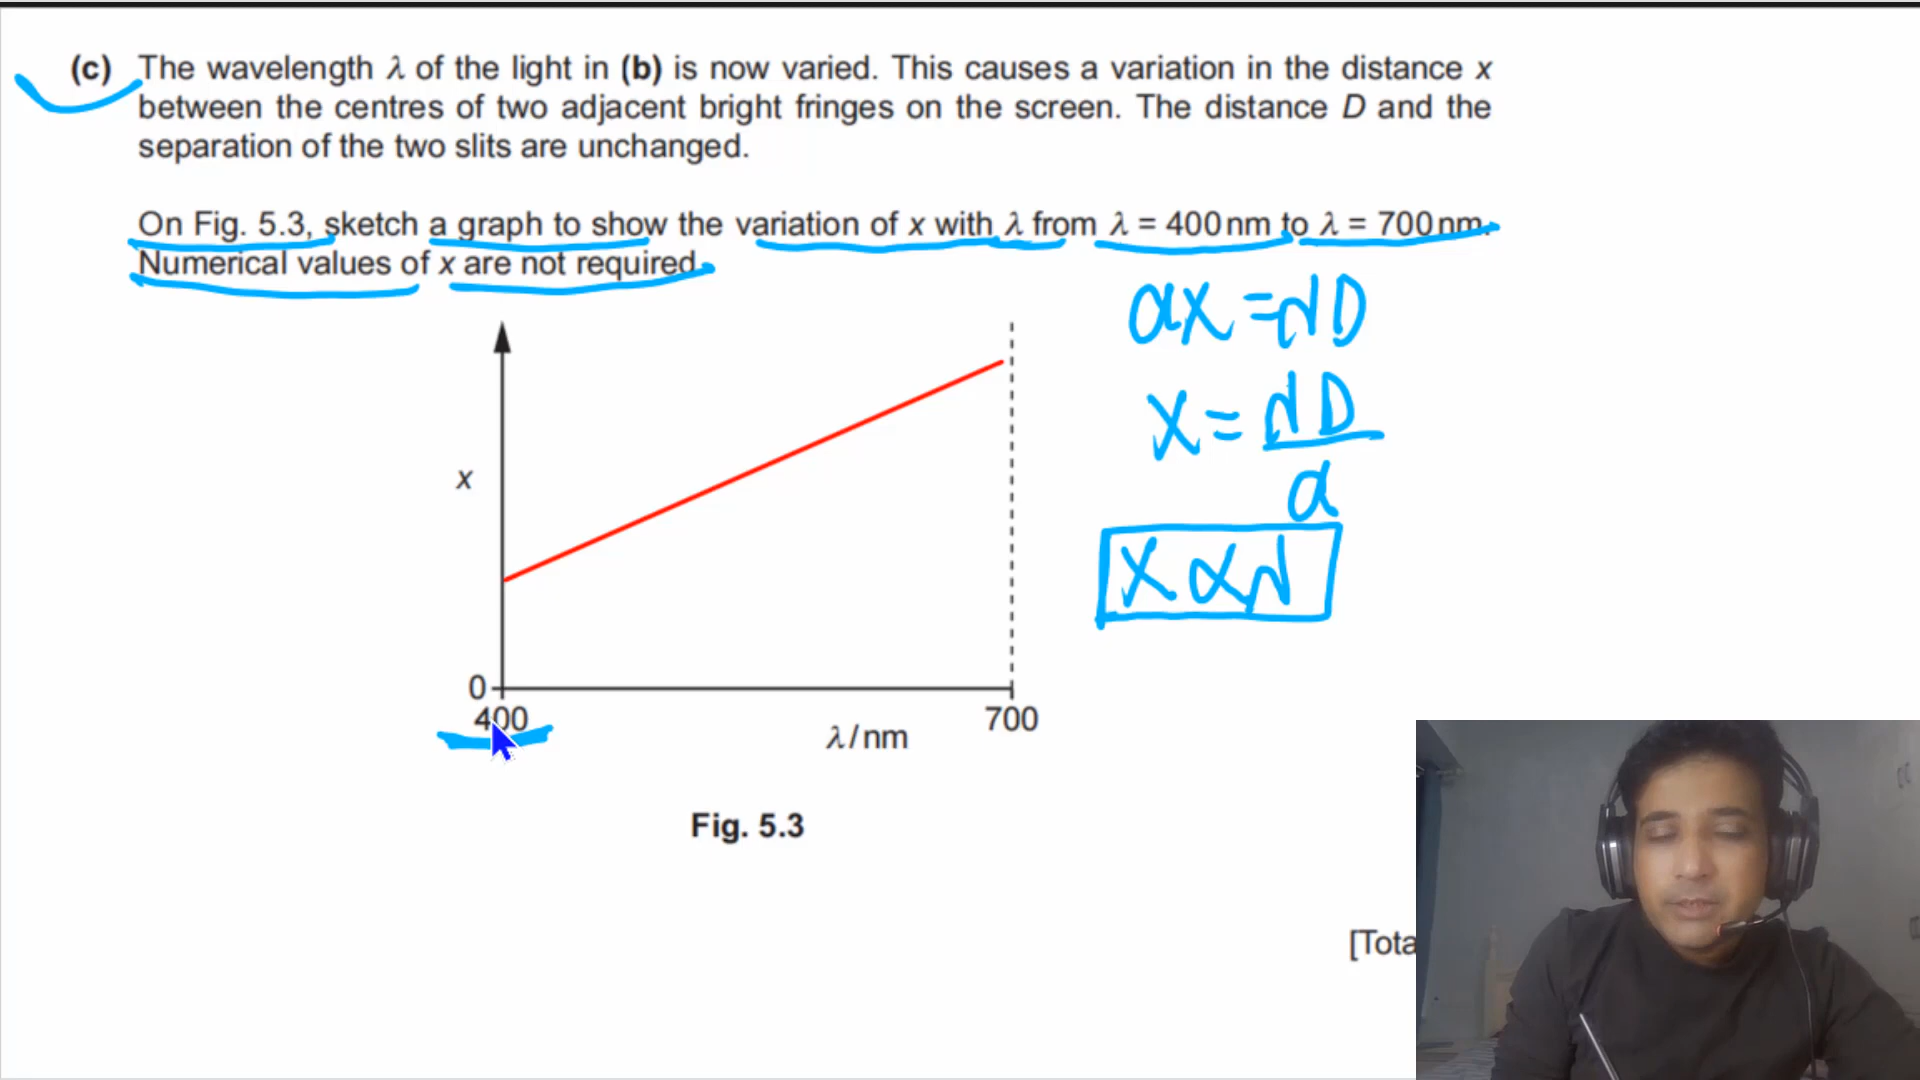 (c) The wavelength λ of the light in (b) is now varied. This causes a variation in the distance x
between the centres of two adjacent bright fringes on the screen. The distance D and the
separation of the two slits are unchanged.
On Fig. 5.3, sketch a graph to show the variation of x with λ from λ = 400 nm to λ = 700 nm.
Numerical values of x are not required.
ax = λD
x = λD
a
x ∝ λ
x
0
400
λ/nm
700
Fig. 5.3
[Tota